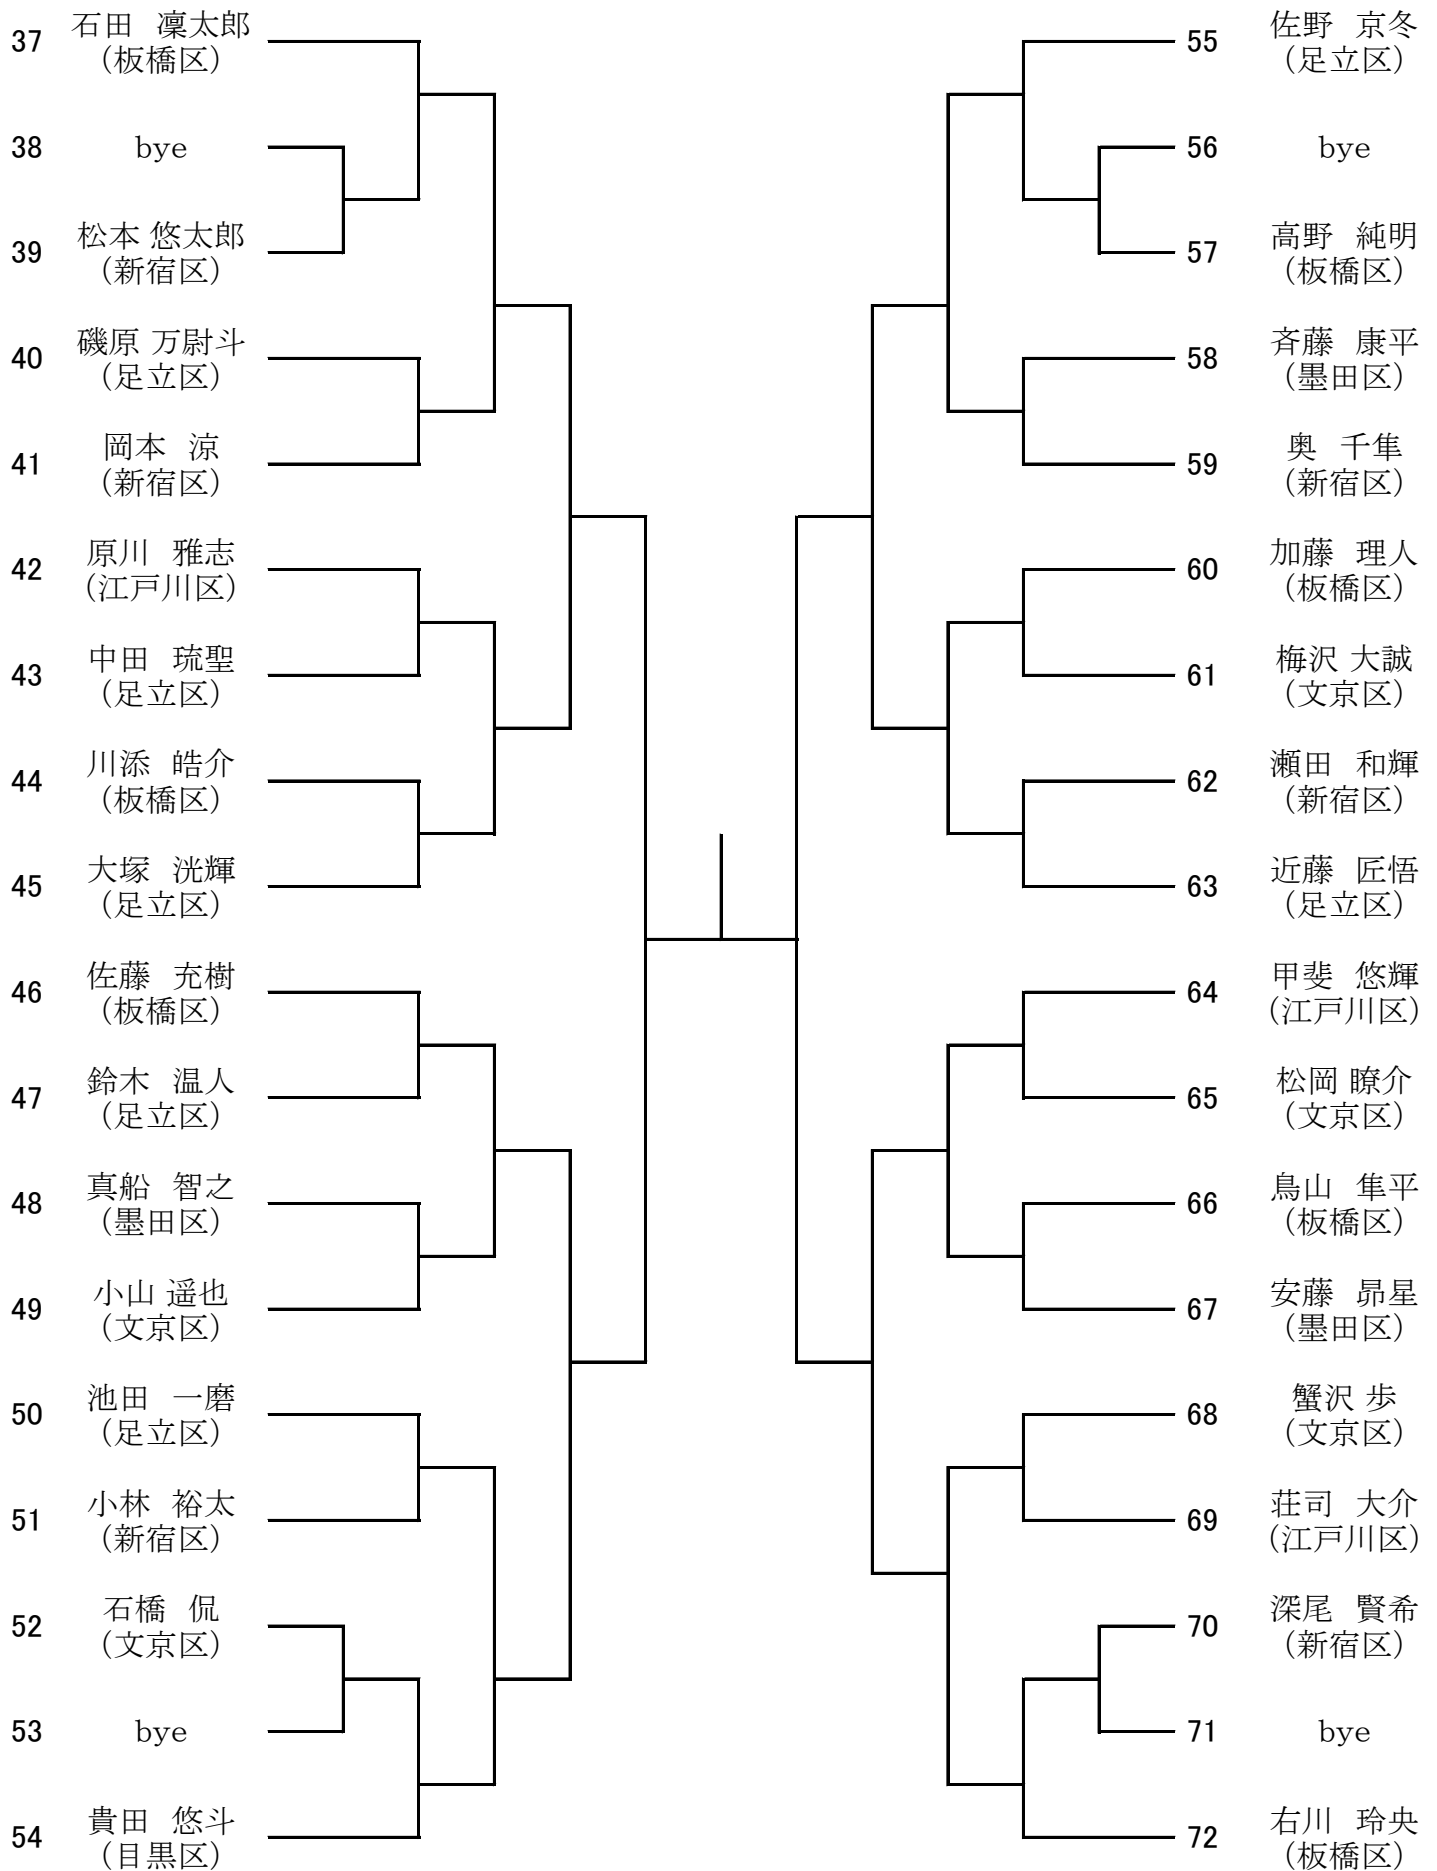 37 石田 凜太郎
(板橋区)
38 bye
39 松本 悠太郎
(新宿区)
40 磯原 万尉斗
(足立区)
41 岡本 涼
(新宿区)
42 原川 雅志
(江戸川区)
43 中田 琉聖
(足立区)
44 川添 皓介
(板橋区)
45 大塚 洸輝
(足立区)
46 佐藤 充樹
(板橋区)
47 鈴木 温人
(足立区)
48 真船 智之
(墨田区)
49 小山 遥也
(文京区)
50 池田 一磨
(足立区)
51 小林 裕太
(新宿区)
52 石橋 侃
(文京区)
53 bye
54 貴田 悠斗
(目黒区)
55 佐野 京冬
(足立区)
56 bye
57 高野 純明
(板橋区)
58 斉藤 康平
(墨田区)
59 奥 千隼
(新宿区)
60 加藤 理人
(板橋区)
61 梅沢 大誠
(文京区)
62 瀬田 和輝
(新宿区)
63 近藤 匠悟
(足立区)
64 甲斐 悠輝
(江戸川区)
65 松岡 瞭介
(文京区)
66 鳥山 隼平
(板橋区)
67 安藤 昴星
(墨田区)
68 蟹沢 歩
(文京区)
69 荘司 大介
(江戸川区)
70 深尾 賢希
(新宿区)
71 bye
72 右川 玲央
(板橋区)